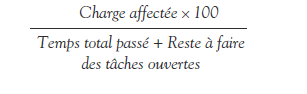 Charge affectée × 100
Temps total passé + Reste à faire
des tâches ouvertes